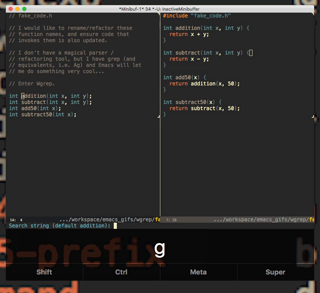 "Minibuf-1" 34 *-U: InactiveMinibuffer
// fake_code.h
// I would like to rename/refactor these
// function names, and ensure code that
// invokes them is also updated.
// I don't have a magical parser /
// refactoring tool, but I have grep (and
// equivalents, i.e. Ag) and Emacs will let
// me do something very cool...
// Enter Wgrep.
int addition(int x, int y);
int subtract(int x, int y);
int add50(int x);
int subtract50(int x);
#include "fake_code.h"
int addition(int x, int y) {
return x + y;
}
int subtract(int x, int y) {
return x - y;
}
int add50(x) {
return addition(x, 50);
}
int subtract50(x) {
return subtract(x, 50);
}
.../workspace/emacs_gifs/wgrep/fa
.../workspace/emacs_gifs/wgrep/fa
Search string (default addition):
g
5-prefix
Shift
Ctrl
Meta
Super